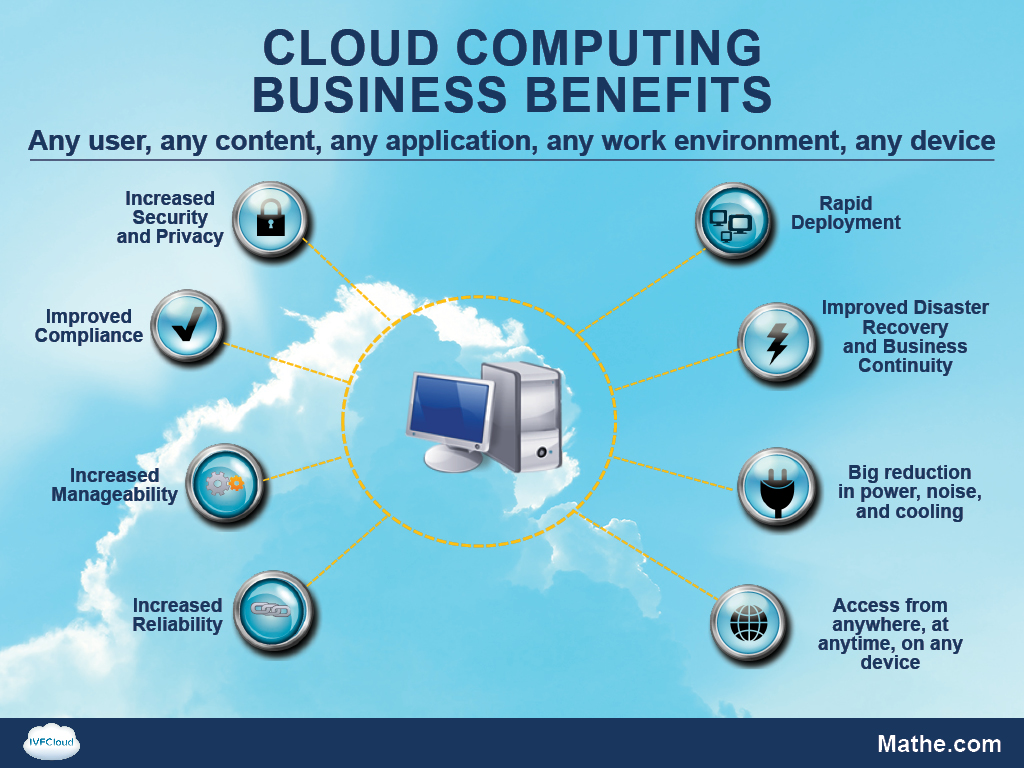 CLOUD COMPUTING
BUSINESS BENEFITS
Any user, any content, any application, any work environment, any device
Increased
Security
and Privacy
Improved
Compliance
Increased
Manageability
Increased
Reliability
Rapid
Deployment
Improved Disaster
Recovery
and Business
Continuity
Big reduction
in power, noise,
and cooling
Access from
anywhere, at
anytime, on any
device
IVFCloud
Mathe.com